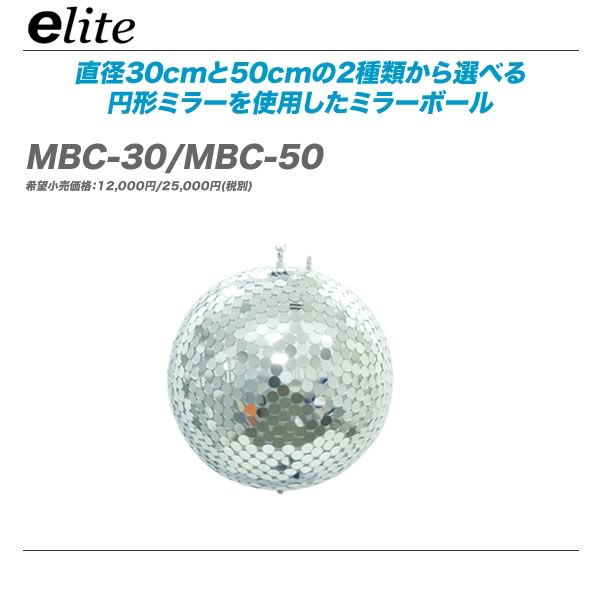 elite
直径30cmと50cmの2種類から選べる
円形ミラーを使用したミラーボール
MBC-30/MBC-50
希望小売価格:12,000円/25,000円(税別)